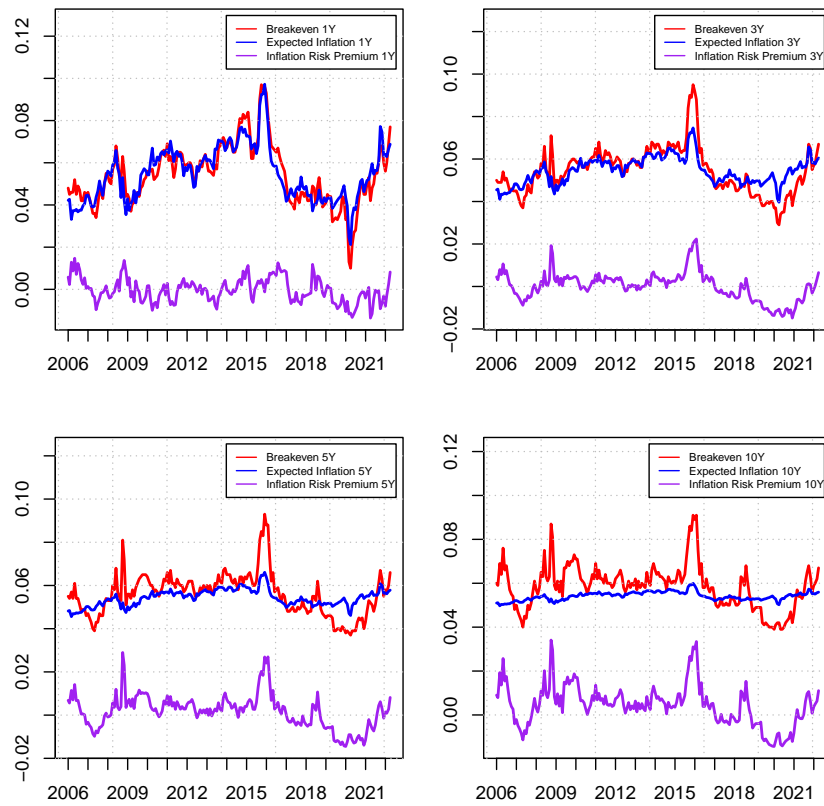 0.12
0.08
0.04
0.00
Breakeven 1Y
Expected Inflation 1Y
Inflation Risk Premium 1Y
2006 2009 2012 2015 2018 2021
0.10
0.06
0.02
−0.02
Breakeven 3Y
Expected Inflation 3Y
Inflation Risk Premium 3Y
2006 2009 2012 2015 2018 2021
0.10
0.06
0.02
−0.02
Breakeven 5Y
Expected Inflation 5Y
Inflation Risk Premium 5Y
2006 2009 2012 2015 2018 2021
0.12
0.08
0.04
0.00
Breakeven 10Y
Expected Inflation 10Y
Inflation Risk Premium 10Y
2006 2009 2012 2015 2018 2021